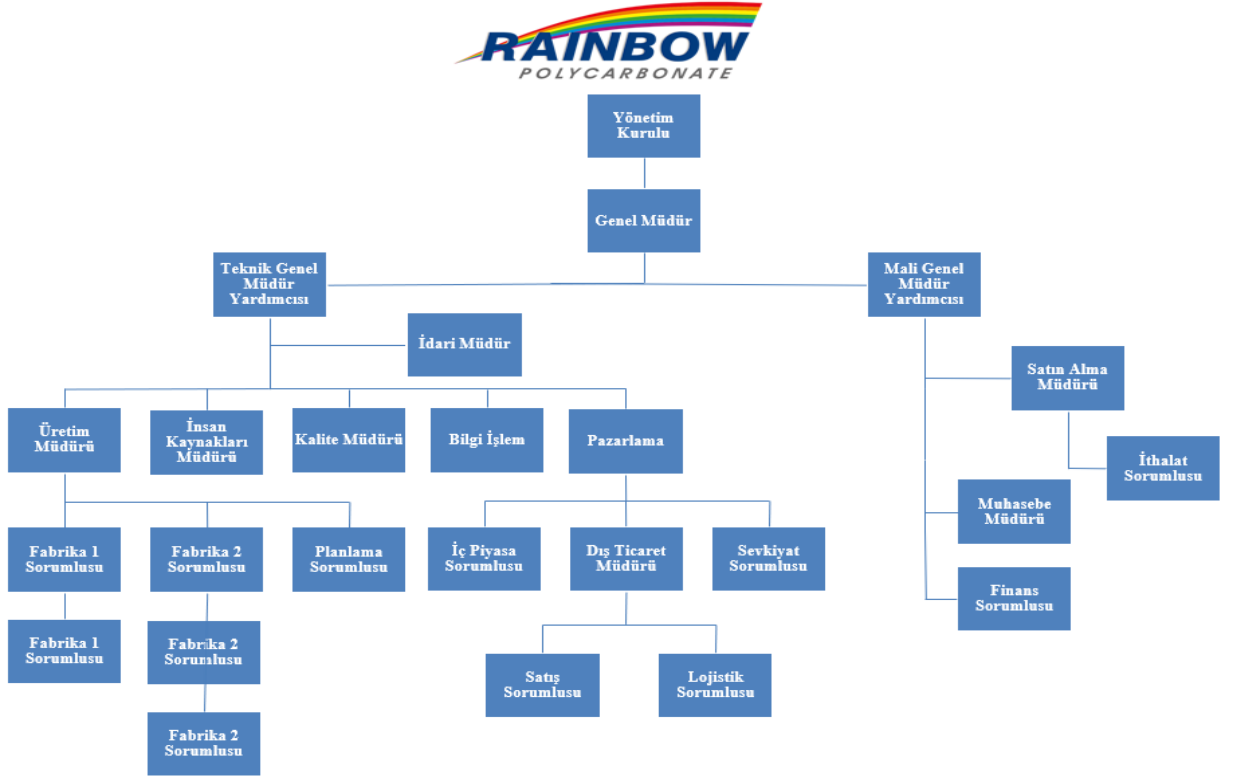 RAINBOW
POLYCARBONATE
Yönetim
Kurulu
Genel Müdür
Teknik Genel
Müdür
Yardımcısı
Mali Genel
Müdür
Yardımcısı
İdari Müdür
Satın Alma
Müdürü
Üretim
Müdürü
İnsan
Kaynakları
Müdürü
Kalite Müdürü
Bilgi İşlem
Pazarlama
İthalat
Sorumlusu
Muhasebe
Müdürü
Fabrika 1
Sorumlusu
Fabrika 2
Sorumlusu
Planlama
Sorumlusu
İç Piyasa
Sorumlusu
Dış Ticaret
Müdürü
Sevkiyat
Sorumlusu
Finans
Sorumlusu
Fabrika 1
Sorumlusu
Fabrika 2
Sorumlusu
Satış
Sorumlusu
Lojistik
Sorumlusu
Fabrika 2
Sorumlusu